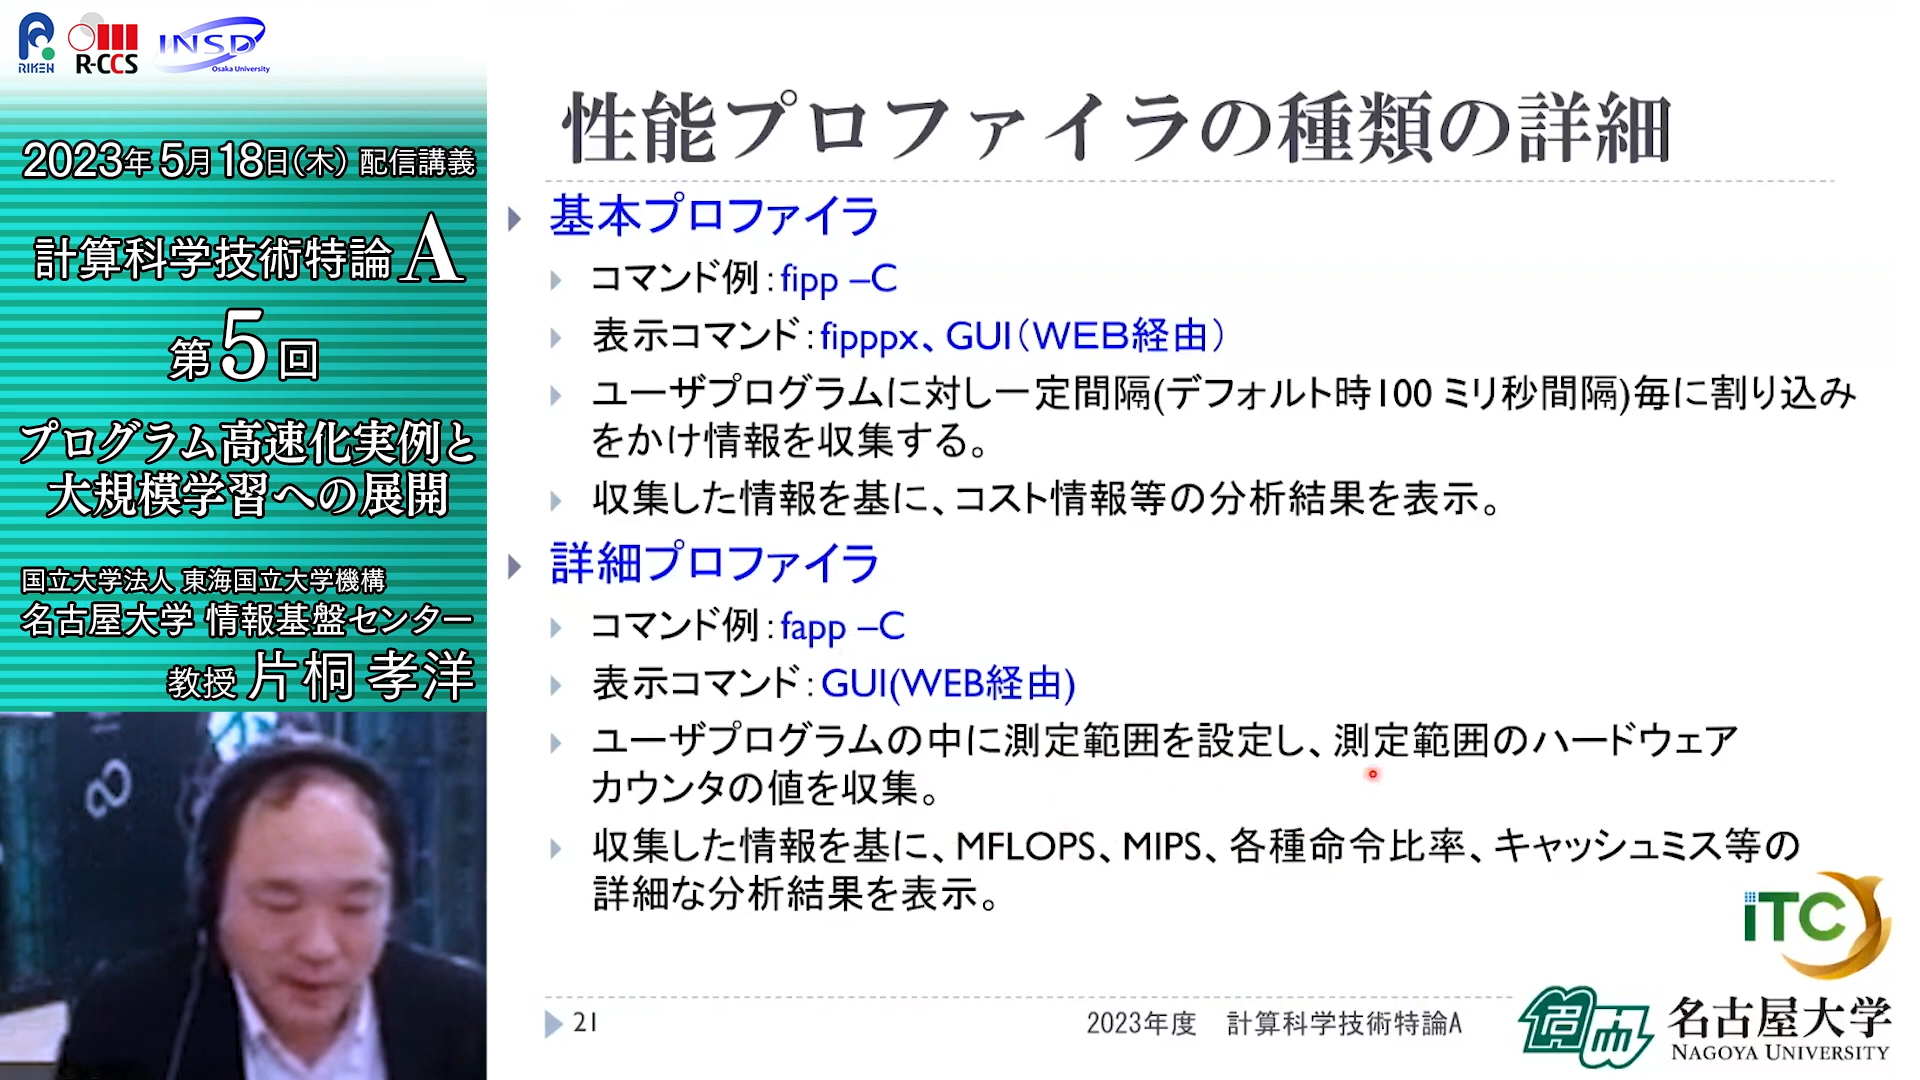 RIKEN
R-CCS
INSD
Osaka University
2023年5月18日(木) 配信講義
計算科学技術特論A
第5回
プログラム高速化実例と
大規模学習への展開
国立大学法人 東海国立大学機構
名古屋大学 情報基盤センター
教授 片桐 孝洋
性能プロファイラの種類の詳細
基本プロファイラ
コマンド例：fipp –C
表示コマンド：fipppx、GUI（WEB経由）
ユーザプログラムに対し一定間隔(デフォルト時100 ミリ秒間隔)毎に割り込み
をかけ情報を収集する。
収集した情報を基に、コスト情報等の分析結果を表示。
詳細プロファイラ
コマンド例：fapp –C
表示コマンド：GUI(WEB経由)
ユーザプログラムの中に測定範囲を設定し、測定範囲のハードウェア
カウンタの値を収集。
収集した情報を基に、MFLOPS、MIPS、各種命令比率、キャッシュミス等の
詳細な分析結果を表示。
iTC
21
2023年度 計算科学技術特論A
名古屋大学
NAGOYA UNIVERSITY